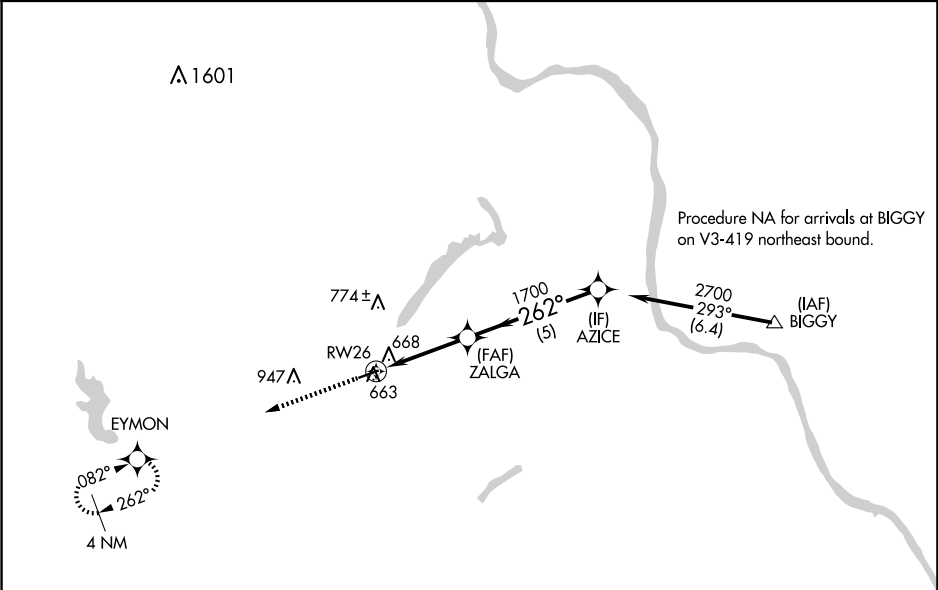 1601
Procedure NA for arrivals at BIGGY
on V3-419 northeast bound.
774±
1700
262°
(5)
2700
293°
(6.4)
(IAF)
BIGGY
(IF)
AZICE
RW26
668
(FAF)
ZALGA
947
663
EYMON
082°
262°
4 NM